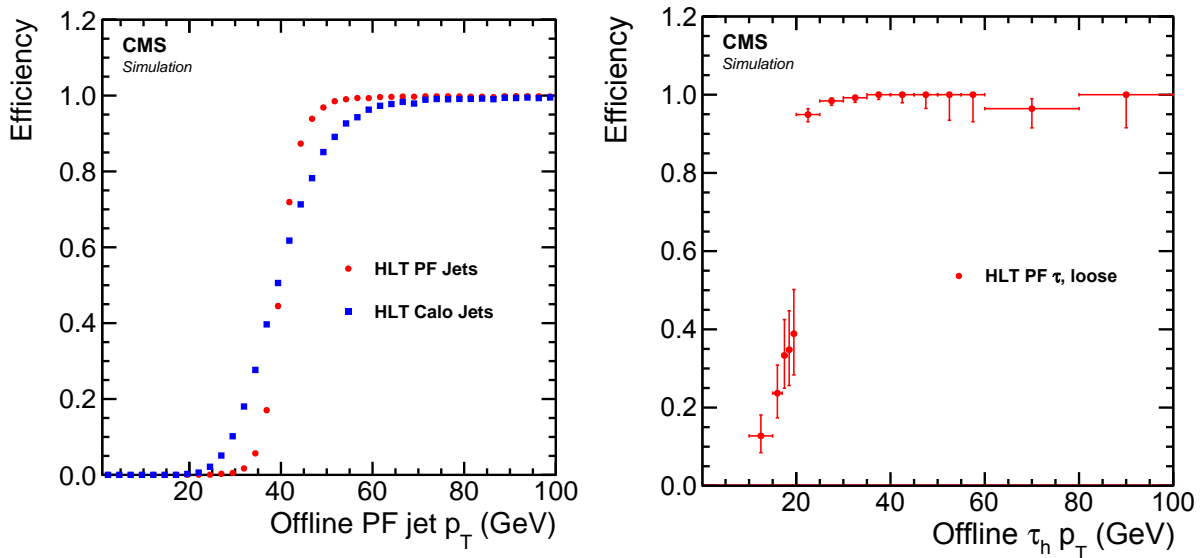 CMS
Simulation
Efficiency
1.2
1.0
0.8
0.6
0.4
0.2
0.0
HLT PF Jets
HLT Calo Jets
20 40 60 80 100
Offline PF jet p_T (GeV)
CMS
Simulation
Efficiency
1.2
1.0
0.8
0.6
0.4
0.2
0.0
HLT PF τ, loose
0 20 40 60 80 100
Offline τ_h p_T (GeV)